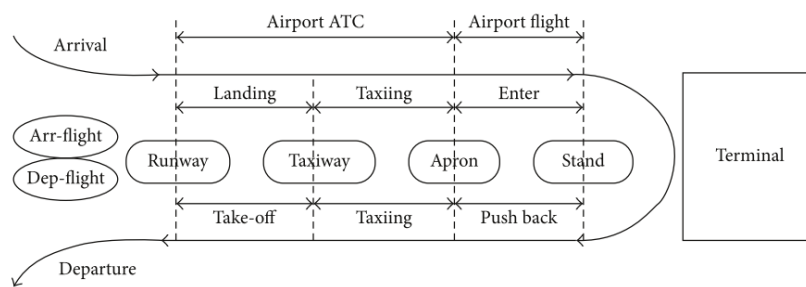 Airport ATC
Airport flight
Arrival
Landing
Taxiing
Enter
Arr-flight
Dep-flight
Runway
Taxiway
Apron
Stand
Terminal
Take-off
Taxiing
Push back
Departure